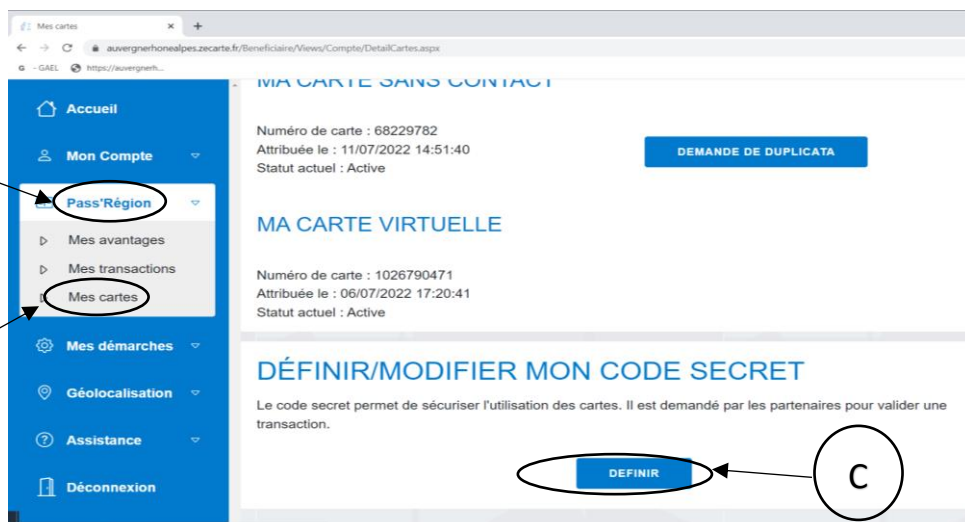 Mes cartes
auvergnerhonealpes.zecarte.fr/Beneficiaire/Views/Compte/DetailCartes.aspx
G - GAEL https://auvergnerh...
Accueil
Mon Compte
Pass'Région
Mes avantages
Mes transactions
Mes cartes
Mes démarches
Géolocalisation
Assistance
Déconnexion
MA CARTE SANS CONTACT
Numéro de carte : 68229782
Attribuée le : 11/07/2022 14:51:40
Statut actuel : Active
DEMANDE DE DUPLICATA
MA CARTE VIRTUELLE
Numéro de carte : 1026790471
Attribuée le : 06/07/2022 17:20:41
Statut actuel : Active
DÉFINIR/MODIFIER MON CODE SECRET
Le code secret permet de sécuriser l'utilisation des cartes. Il est demandé par les partenaires pour valider une
transaction.
DEFINIR
C